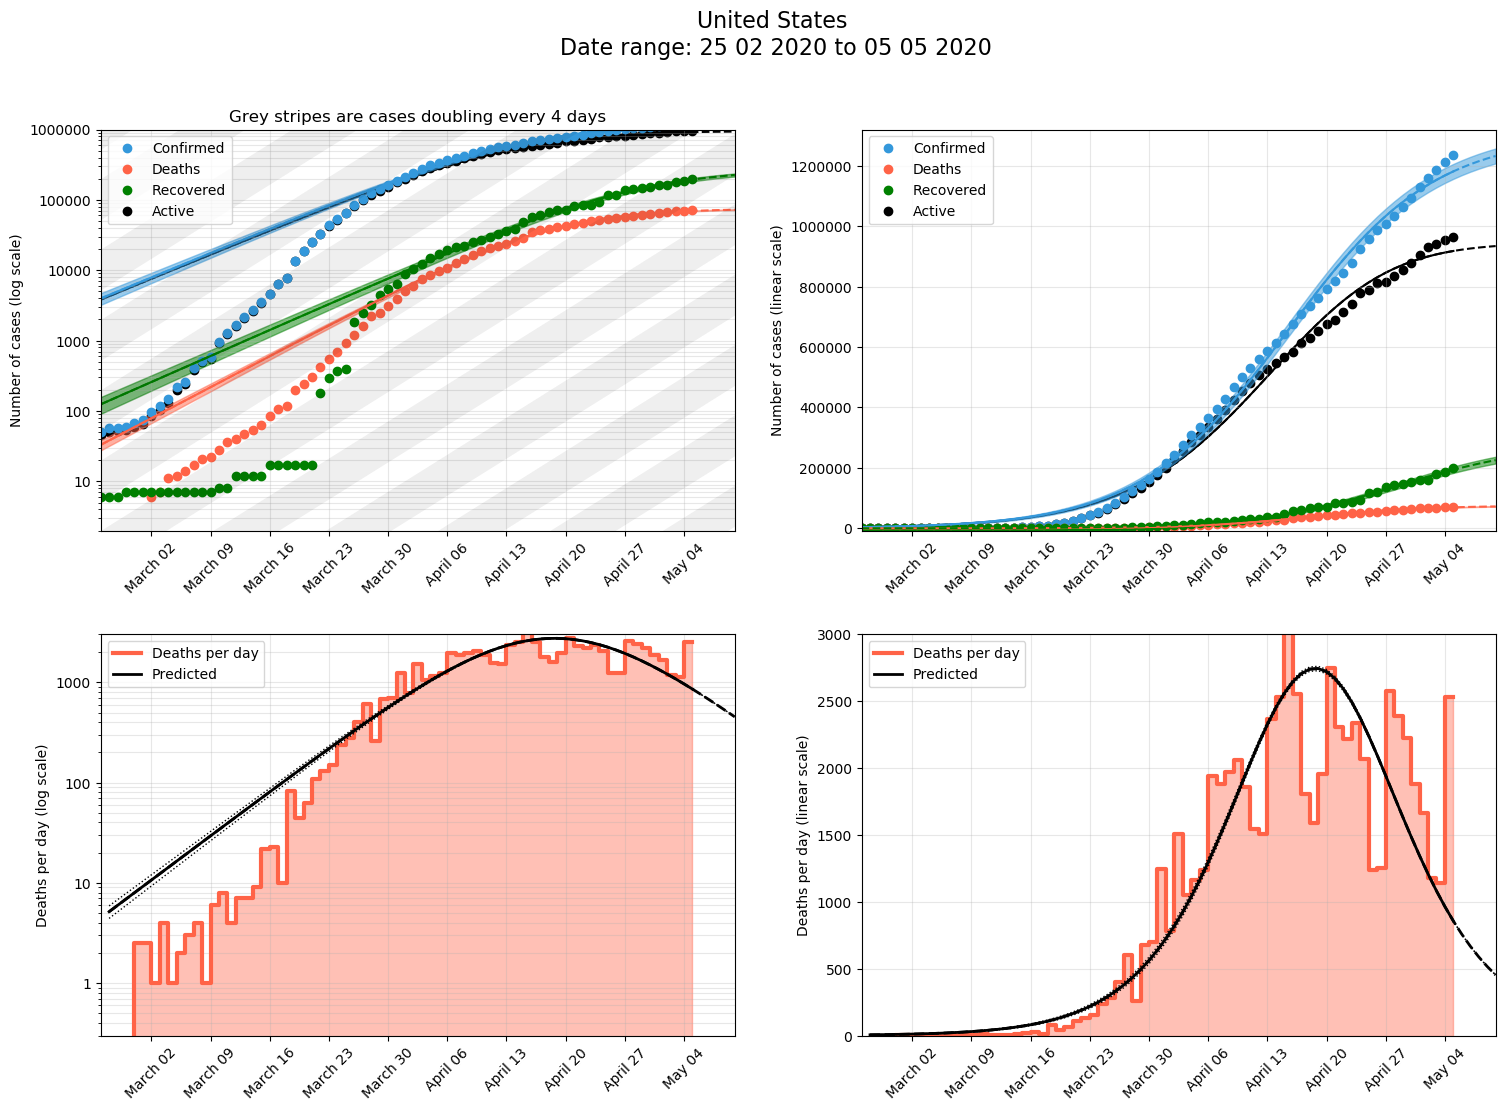 United States
Date range: 25 02 2020 to 05 05 2020
Grey stripes are cases doubling every 4 days
Number of cases (log scale)
1000000
100000
10000
1000
100
10
Confirmed
Deaths
Recovered
Active
March 02
March 09
March 16
March 23
March 30
April 06
April 13
April 20
April 27
May 04
Number of cases (linear scale)
1200000
1000000
800000
600000
400000
200000
0
Confirmed
Deaths
Recovered
Active
March 02
March 09
March 16
March 23
March 30
April 06
April 13
April 20
April 27
May 04
Deaths per day (log scale)
1000
100
10
1
Deaths per day
Predicted
March 02
March 09
March 16
March 23
March 30
April 06
April 13
April 20
April 27
May 04
Deaths per day (linear scale)
3000
2500
2000
1500
1000
500
0
Deaths per day
Predicted
March 02
March 09
March 16
March 23
March 30
April 06
April 13
April 20
April 27
May 04